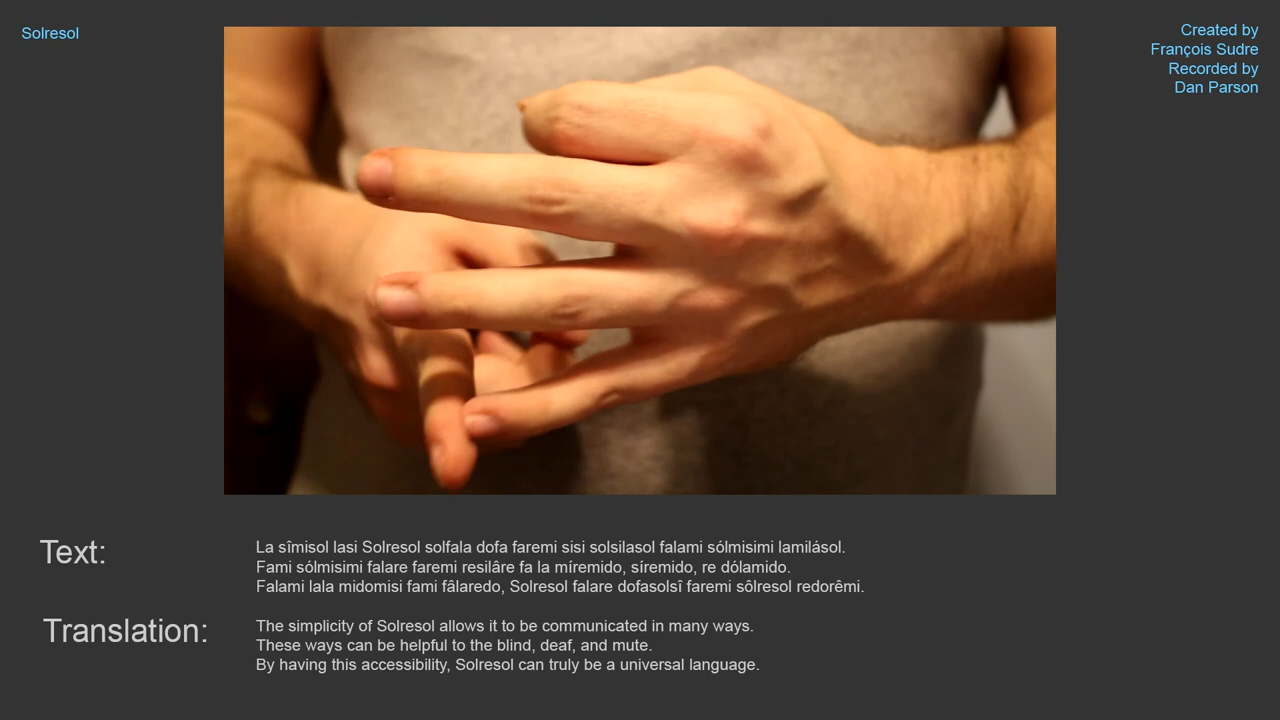 Solresol
Created by
François Sudre
Recorded by
Dan Parson
Text:
La sîmisol lasi Solresol solfala dofa faremi sisi solsilasol falami sólmisimi lamilásol.
Fami sólmisimi falare faremi resilâre fa la míremido, síremido, re dólamido.
Falami lala midomisi fami fâlaredo, Solresol falare dofasolsî faremi sôlresol redorêmi.
Translation:
The simplicity of Solresol allows it to be communicated in many ways.
These ways can be helpful to the blind, deaf, and mute.
By having this accessibility, Solresol can truly be a universal language.